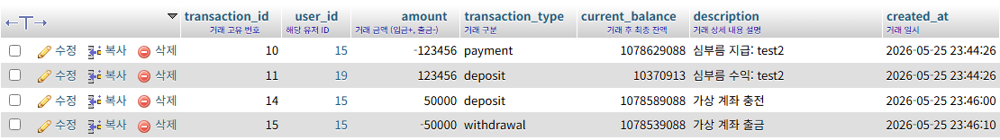 transaction_id user_id amount transaction_type current_balance description created_at
거래 고유 번호 해당 유저 ID 거래 금액 (입금+, 출금-) 거래 구분 거래 후 최종 잔액 거래 상세 내용 설명 거래 일시
수정 복사 삭제 10 15 -123456 payment 1078629088 심부름 지급: test2 2026-05-25 23:44:26
수정 복사 삭제 11 19 123456 deposit 10370913 심부름 수익: test2 2026-05-25 23:44:26
수정 복사 삭제 14 15 50000 deposit 1078589088 가상 계좌 충전 2026-05-25 23:46:00
수정 복사 삭제 15 15 -50000 withdrawal 1078539088 가상 계좌 출금 2026-05-25 23:46:10